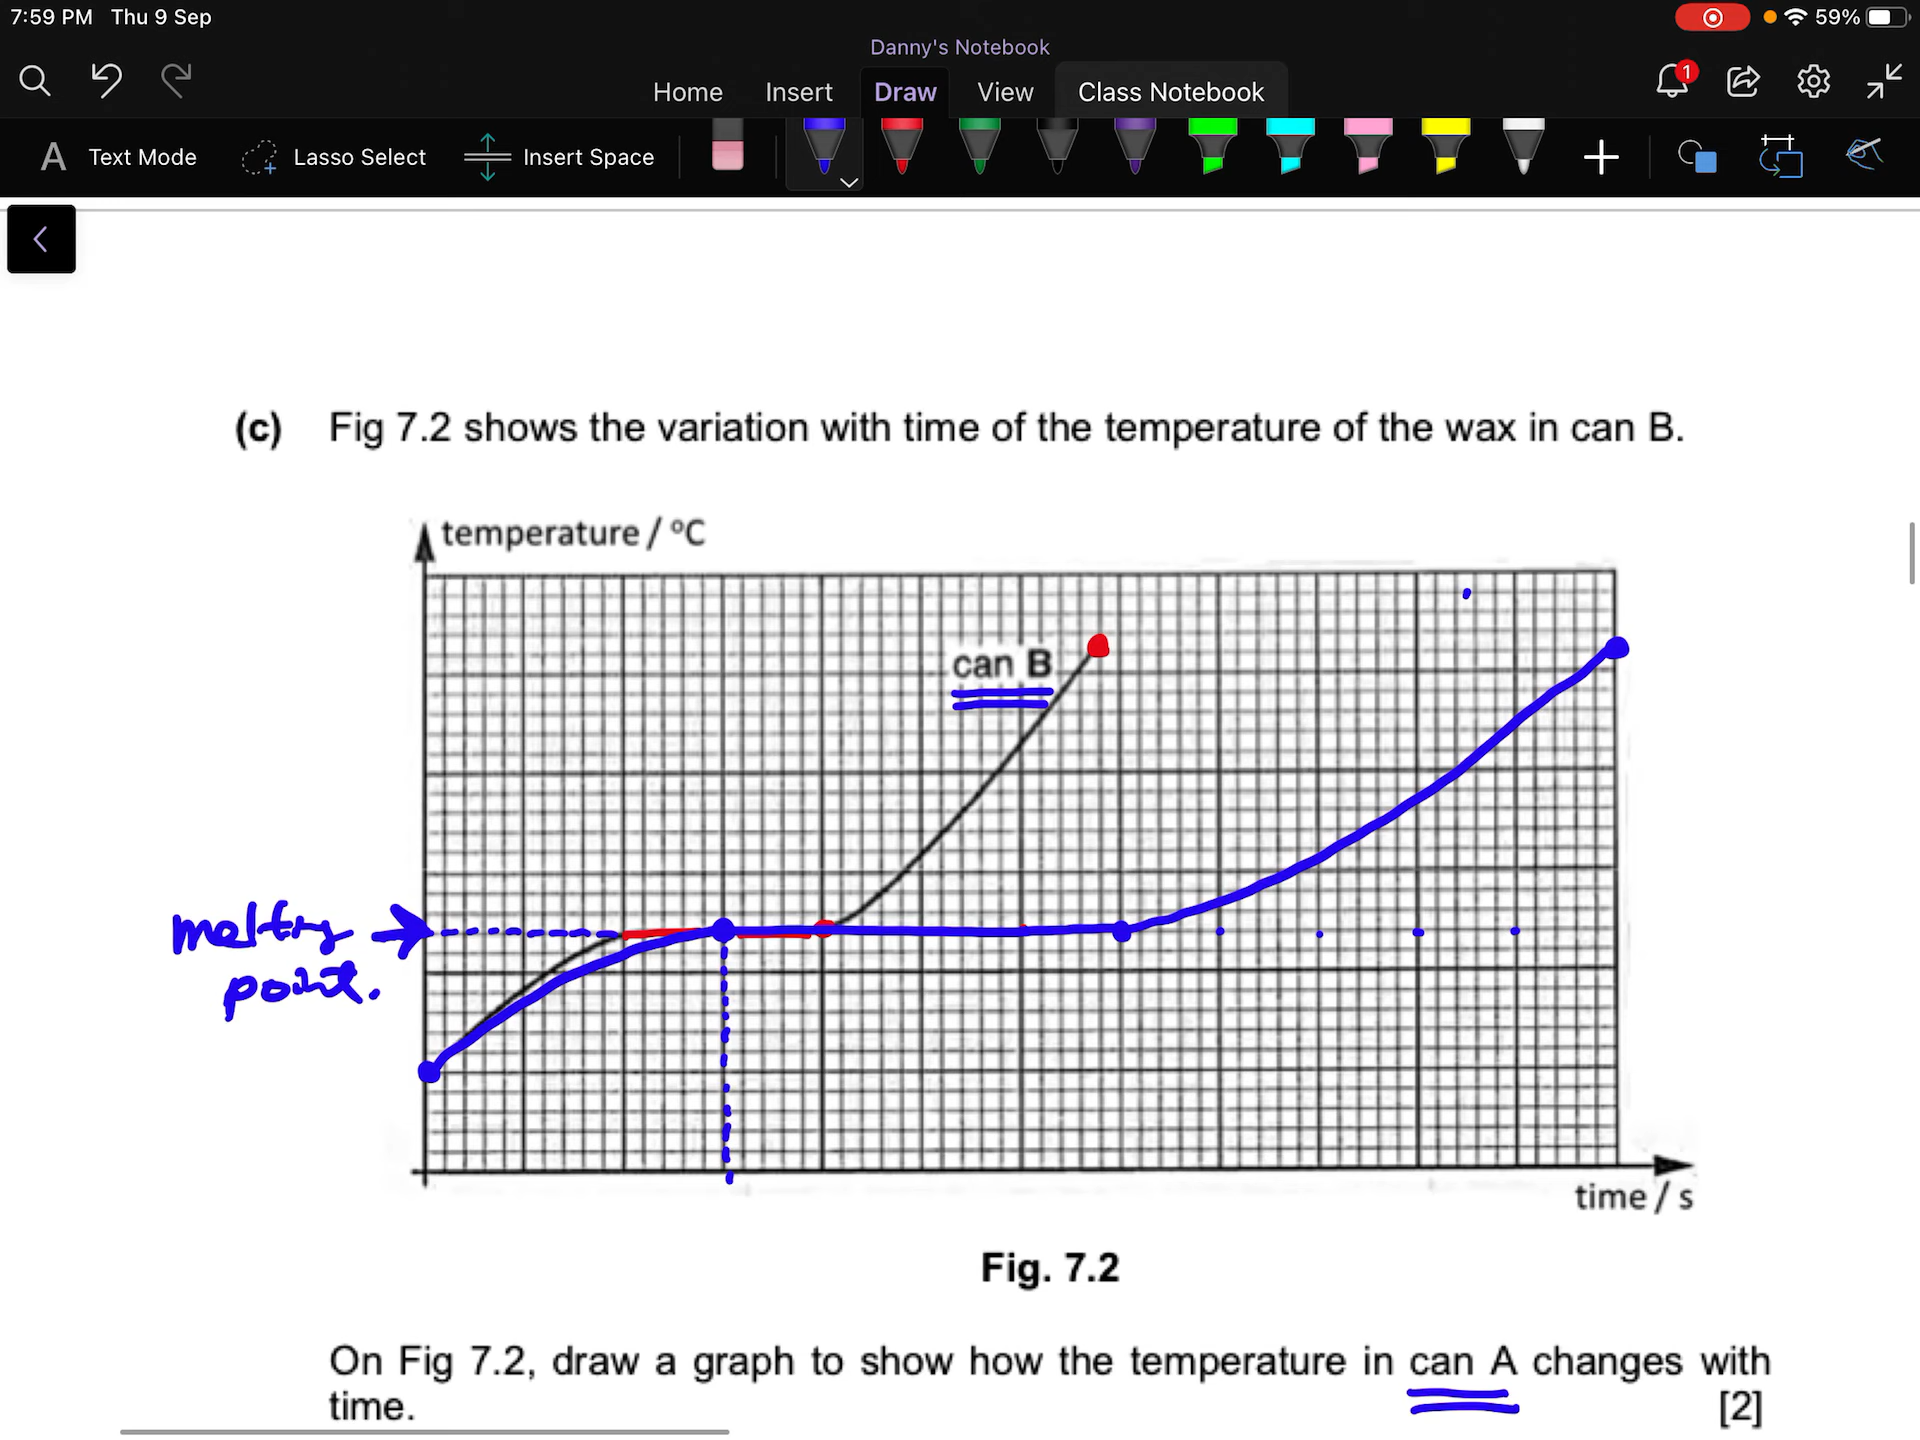 7:59 PM Thu 9 Sep
59%
Danny's Notebook
Home Insert Draw View Class Notebook
1
A Text Mode Lasso Select Insert Space
(c) Fig 7.2 shows the variation with time of the temperature of the wax in can B.
temperature / °C
can B
melting
point.
time / s
Fig. 7.2
On Fig 7.2, draw a graph to show how the temperature in can A changes with
time. [2]